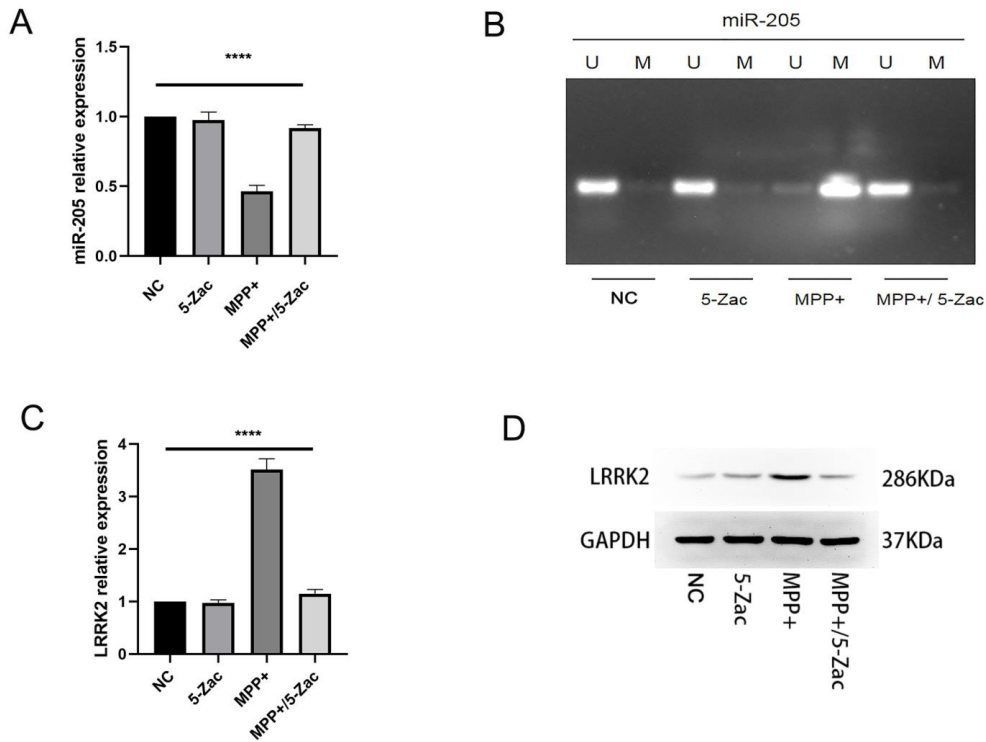 A
miR-205 relative expression
1.5
1.0
0.5
0.0
****
NC
5-Zac
MPP+
MPP+/5-Zac
B
miR-205
U M U M U M U M
NC 5-Zac MPP+ MPP+/ 5-Zac
C
LRRK2 relative expression
4
3
2
1
0
****
NC
5-Zac
MPP+
MPP+/5-Zac
D
LRRK2 286KDa
GAPDH 37KDa
NC
5-Zac
MPP+
MPP+/5-Zac